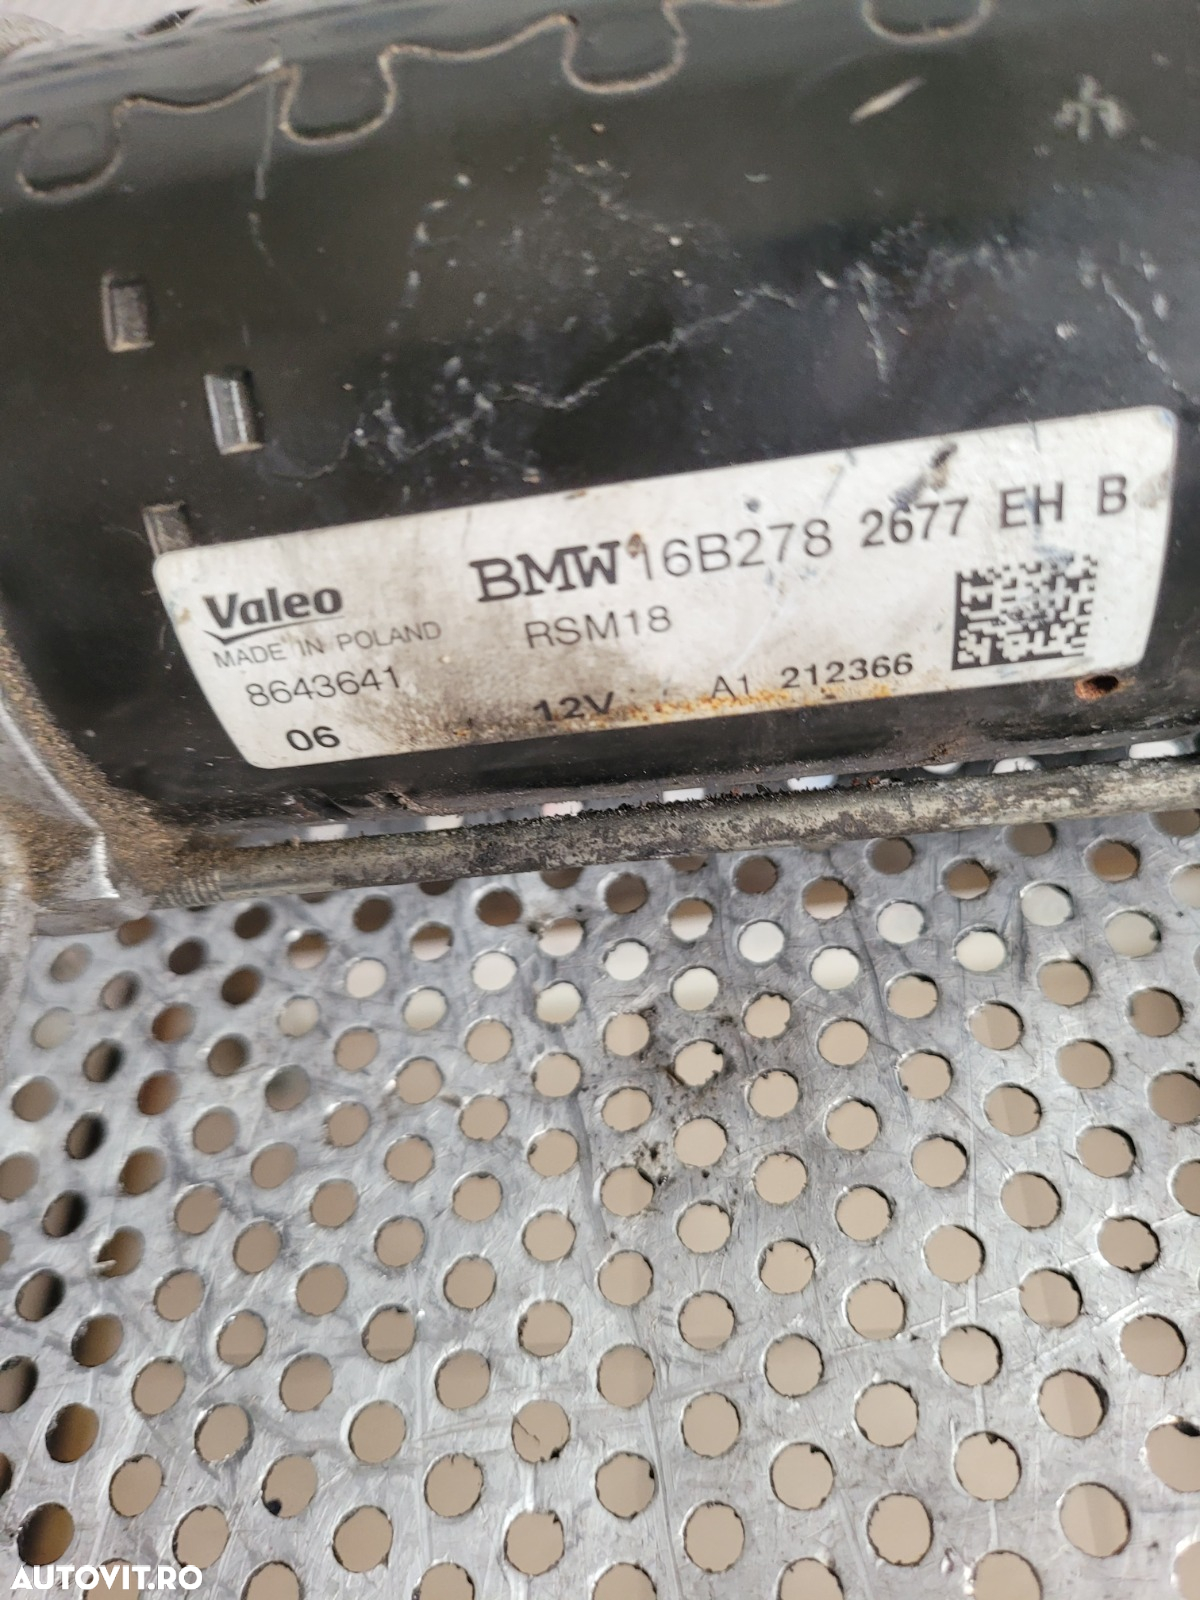 Valeo
MADE IN POLAND
8643641
06
BMW 16B278 2677 EH B
RSM18
12V
A1 212366
AUTOVIT.RO